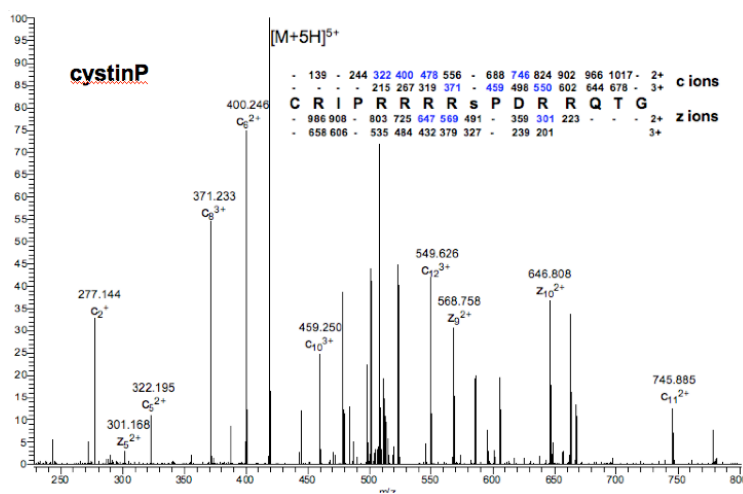 [M+5H]5+
cystinP
- 139 - 244 322 400 478 556 - 688 746 824 902 966 1017 - 2+
- - - - 215 267 319 371 - 459 498 550 602 644 678 - 3+
c ions
C R I P R R R R s P D R R Q T G
- 986 908 - 803 725 647 569 491 - 359 301 223 - - - 2+
z ions
- 658 606 - 535 484 432 379 327 - 239 201 3+
400.246
c6 2+
371.233
c8 3+
277.144
c2 +
322.195
c5 2+
301.168
z5 2+
459.250
c10 3+
549.626
c12 3+
568.758
z9 2+
646.808
z10 2+
745.885
c11 2+
100
95
90
85
80
75
70
65
60
55
50
45
40
35
30
25
20
15
10
5
0
250 300 350 400 450 500 550 600 650 700 750 800
m/z